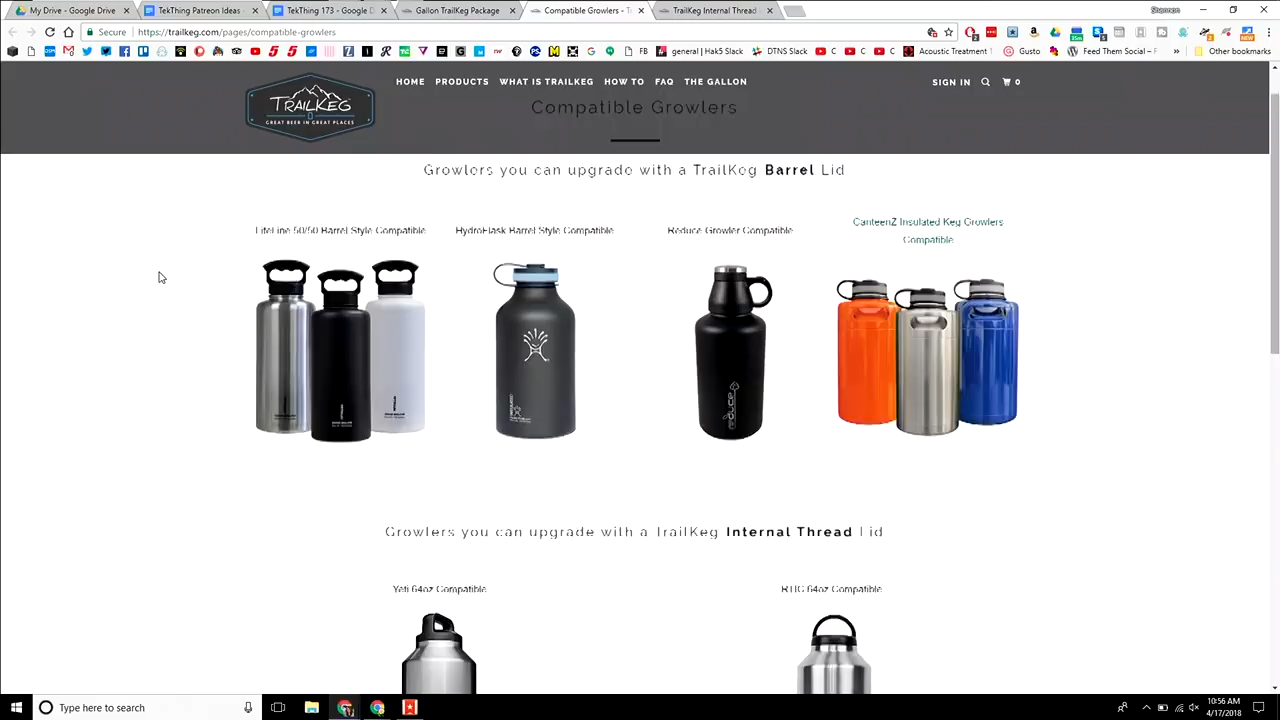 My Drive - Google Drive
TekThing Patreon Ideas -
TekThing 173 - Google D
Gallon TrailKeg Package
Compatible Growlers - T
TrailKeg Internal Thread
Shannon
Secure
https://trailkeg.com/pages/compatible-growlers
FB
general | Hak5 Slack
DTNS Slack
C
C
Acoustic Treatment 1
Gusto
Feed Them Social – F
»
Other bookmarks
TRAILKEG
GREAT BEER IN GREAT PLACES
HOME
PRODUCTS
WHAT IS TRAILKEG
HOW TO
FAQ
THE GALLON
SIGN IN
0
Compatible Growlers
Growlers you can upgrade with a TrailKeg Barrel Lid
LifeLine 50/50 Barrel Style Compatible
HydroFlask Barrel Style Compatible
Reduce Growler Compatible
CanteenZ Insulated Keg Growlers
Compatible
reduce
Growlers you can upgrade with a TrailKeg Internal Thread Lid
Yeti 64oz Compatible
RTIC 64oz Compatible
Type here to search
10:56 AM
4/17/2018